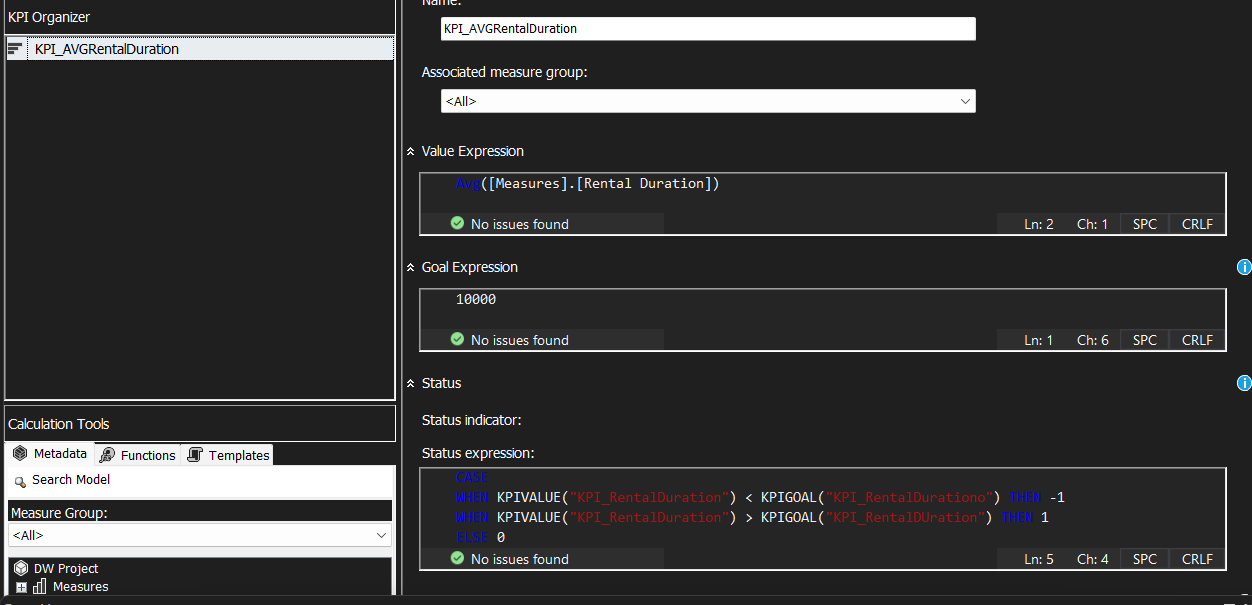 KPI Organizer
KPI_AVGRentalDuration
Name:
KPI_AVGRentalDuration
Associated measure group:
<All>
Value Expression
Avg([Measures].[Rental Duration])
No issues found
Ln: 2 Ch: 1 SPC CRLF
Goal Expression
10000
No issues found
Ln: 1 Ch: 6 SPC CRLF
Status
Status indicator:
Status expression:
CASE
WHEN KPIVALUE("KPI_RentalDuration") < KPIGOAL("KPI_RentalDurationo") THEN -1
WHEN KPIVALUE("KPI_RentalDuration") > KPIGOAL("KPI_RentalDUration") THEN 1
ELSE 0
No issues found
Ln: 5 Ch: 4 SPC CRLF
Calculation Tools
Metadata Functions Templates
Search Model
Measure Group:
<All>
DW Project
Measures